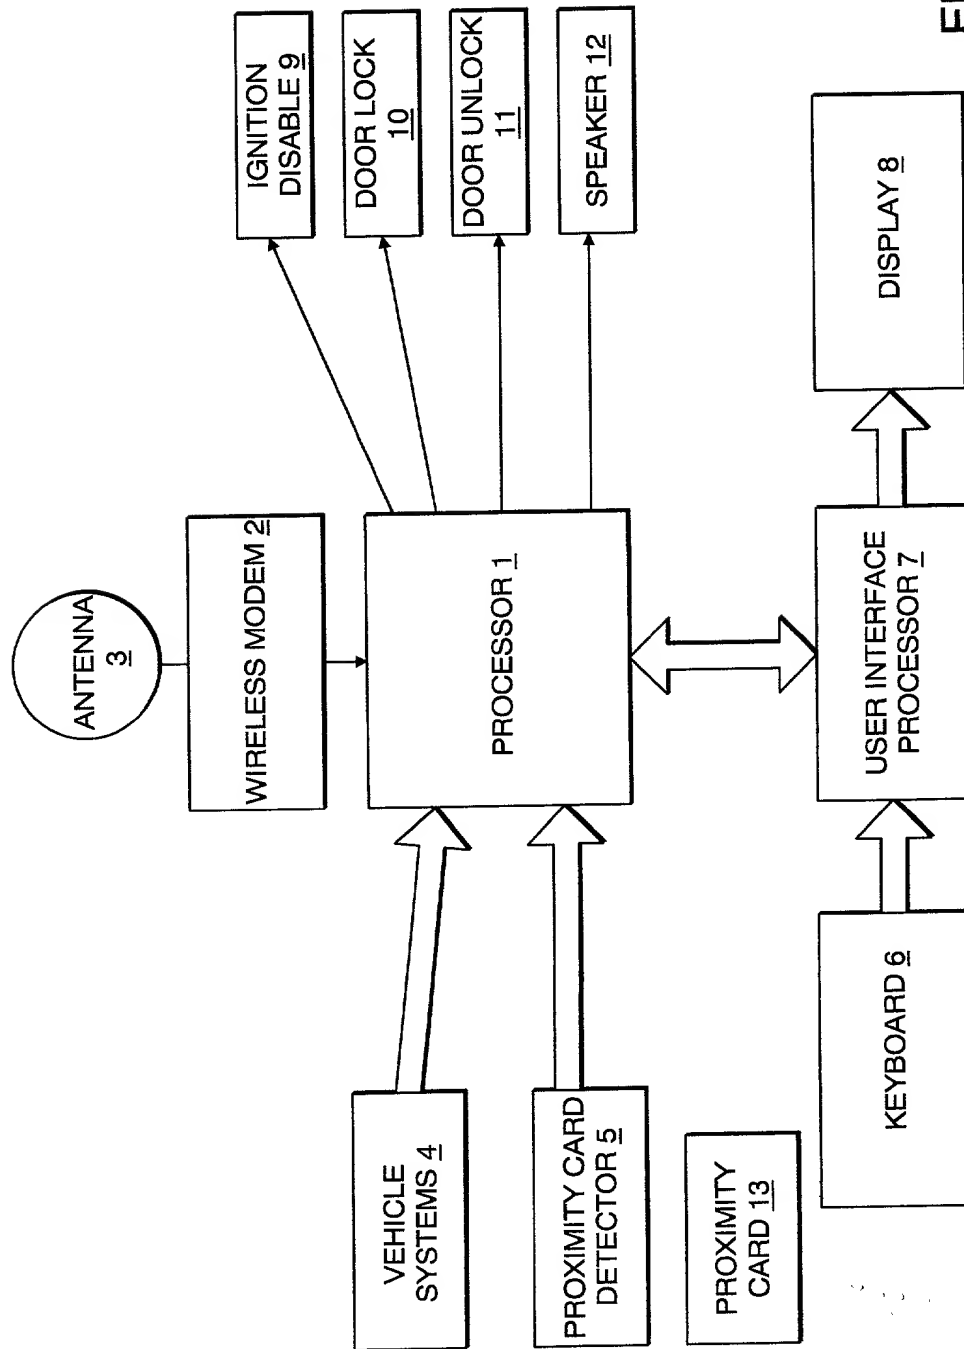 ANTENNA
3
WIRELESS MODEM 2
PROCESSOR 1
IGNITION
DISABLE 9
DOOR LOCK
10
DOOR UNLOCK
11
SPEAKER 12
VEHICLE
SYSTEMS 4
PROXIMITY CARD
DETECTOR 5
PROXIMITY
CARD 13
KEYBOARD 6
USER INTERFACE
PROCESSOR 7
DISPLAY 8